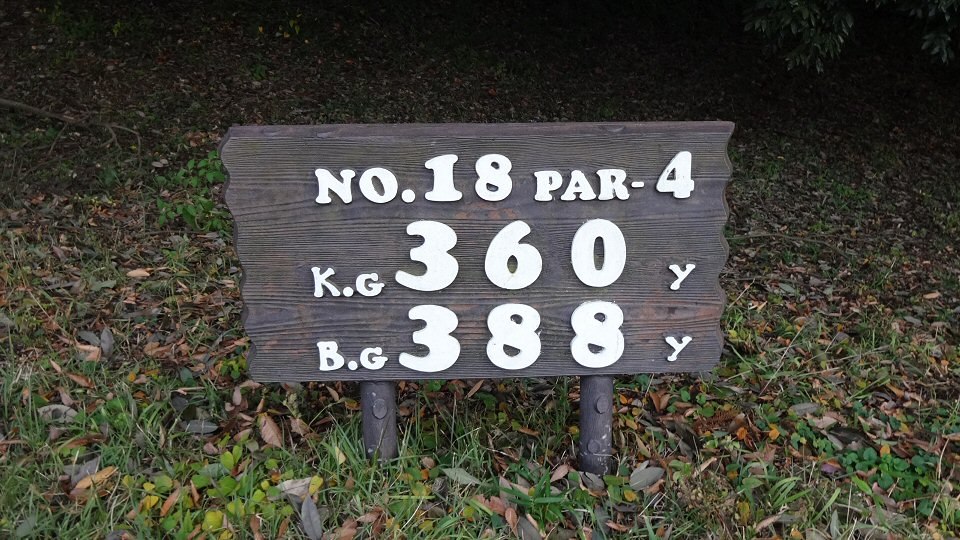 NO.18 PAR-4
K.G 360 Y
B.G 388 Y